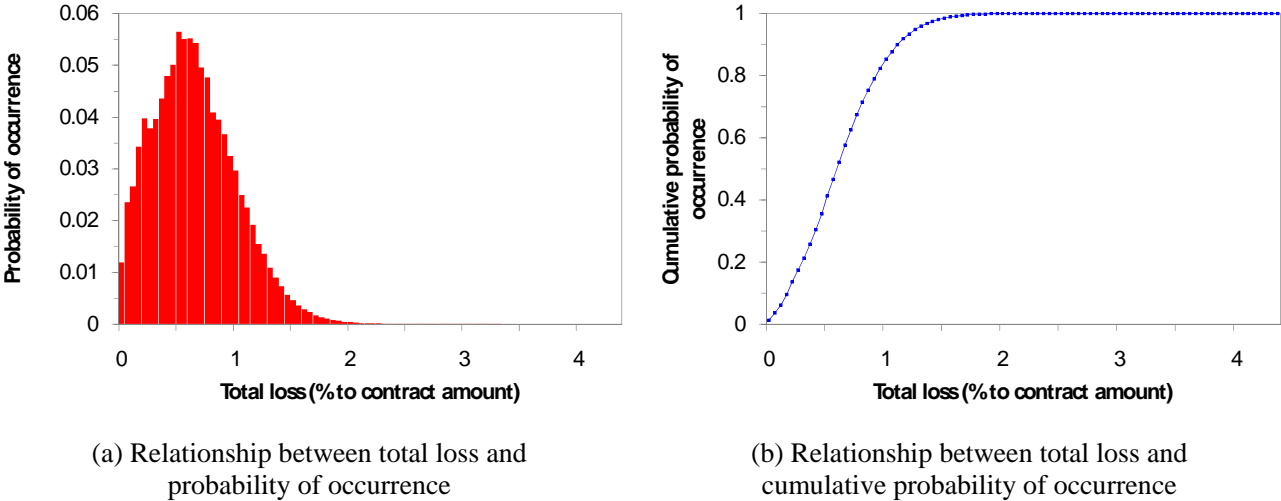 0.06
0.05
0.04
0.03
0.02
0.01
0
Probability of occurrence
0 1 2 3 4
Total loss (% to contract amount)
(a) Relationship between total loss and
probability of occurrence
1
0.8
0.6
0.4
0.2
0
Cumulative probability of
occurrence
0 1 2 3 4
Total loss (% to contract amount)
(b) Relationship between total loss and
cumulative probability of occurrence